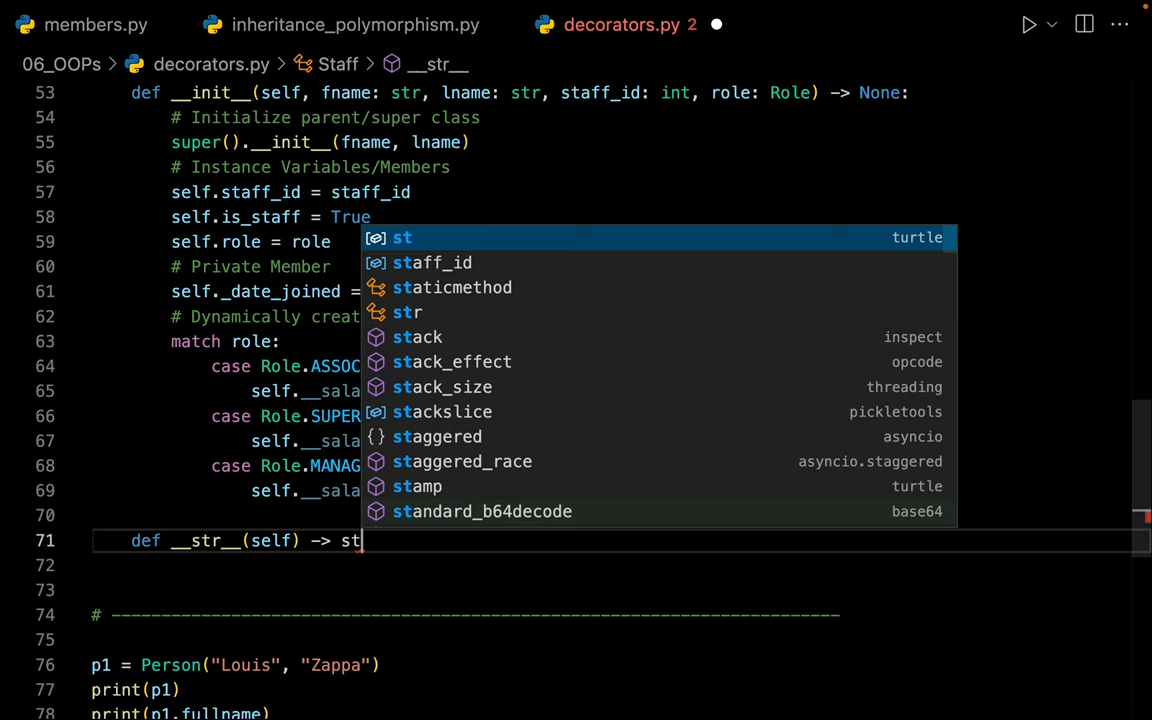 members.py inheritance_polymorphism.py decorators.py 2
06_OOPs > decorators.py > Staff > __str__
53 def __init__(self, fname: str, lname: str, staff_id: int, role: Role) -> None:
54 # Initialize parent/super class
55 super().__init__(fname, lname)
56 # Instance Variables/Members
57 self.staff_id = staff_id
58 self.is_staff = True
59 self.role = role
60 # Private Member
61 self._date_joined =
62 # Dynamically creat
63 match role:
64 case Role.ASSOC
65 self.__sala
66 case Role.SUPER
67 self.__sala
68 case Role.MANAG
69 self.__sala
70
71 def __str__(self) -> st
72
73
74 # ------------------------------------------------------------------------
75
76 p1 = Person("Louis", "Zappa")
77 print(p1)
78 print(p1.fullname)
st turtle
staff_id
staticmethod
str
stack inspect
stack_effect opcode
stack_size threading
stackslice pickletools
staggered asyncio
staggered_race asyncio.staggered
stamp turtle
standard_b64decode base64